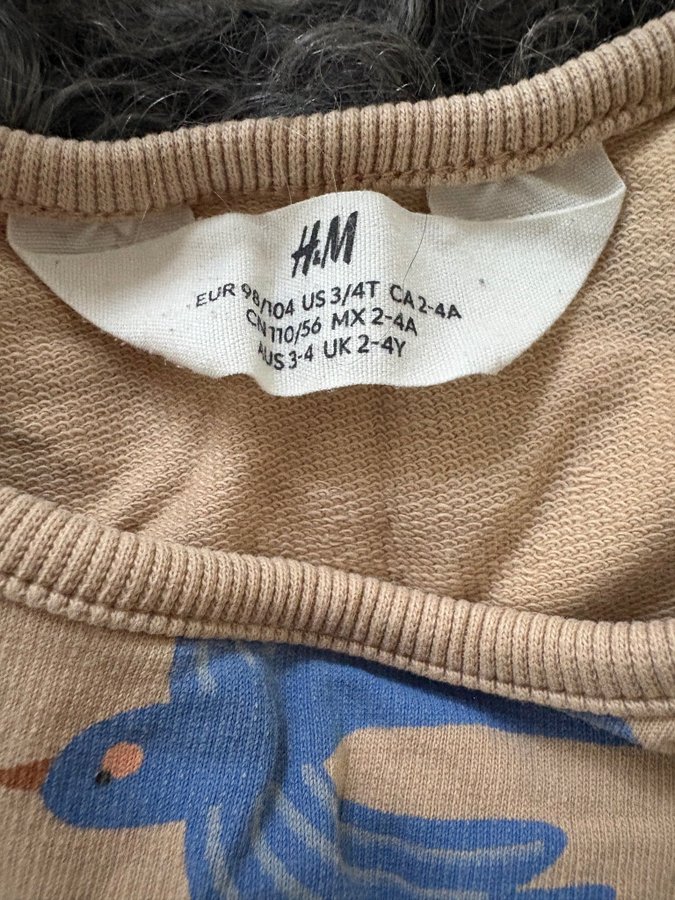 H&M
EUR 98/104 US 3/4T CA 2-4A
CN 110/56 MX 2-4A
AUS 3-4 UK 2-4Y